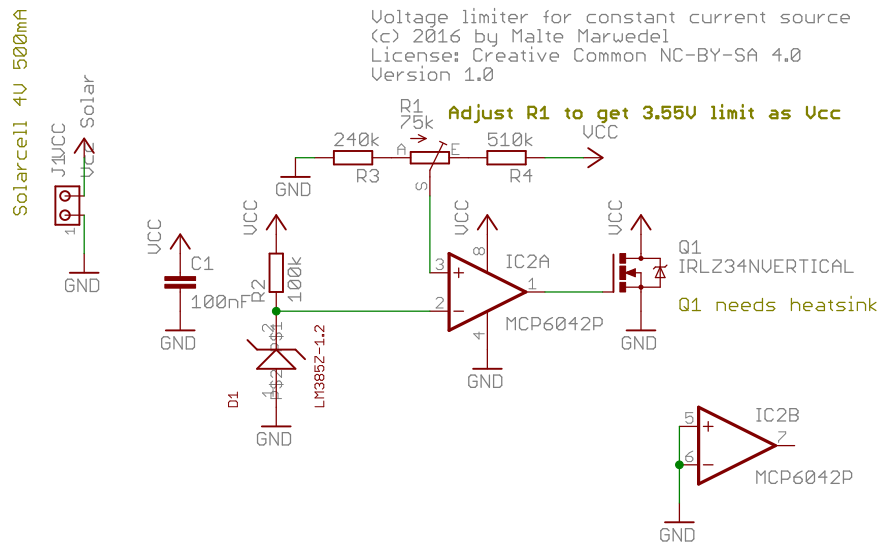 Voltage limiter for constant current source
(c) 2016 by Malte Marwedel
License: Creative Common NC-BY-SA 4.0
Version 1.0
Solarcell 4V 500mA
Adjust R1 to get 3.55V limit as Vcc
R1
75k
A
E
S
240k
R3
510k
R4
VCC
GND
J1
VCC
Vcc Solar
1
GND
VCC
C1
100nF
GND
VCC
R2
100k
D1
LM385Z-1.2
GND
VCC
3
2
8
1
4
IC2A
MCP6042P
GND
VCC
Q1
IRLZ34NVERTICAL
Q1 needs heatsink
GND
5
6
7
IC2B
MCP6042P
GND